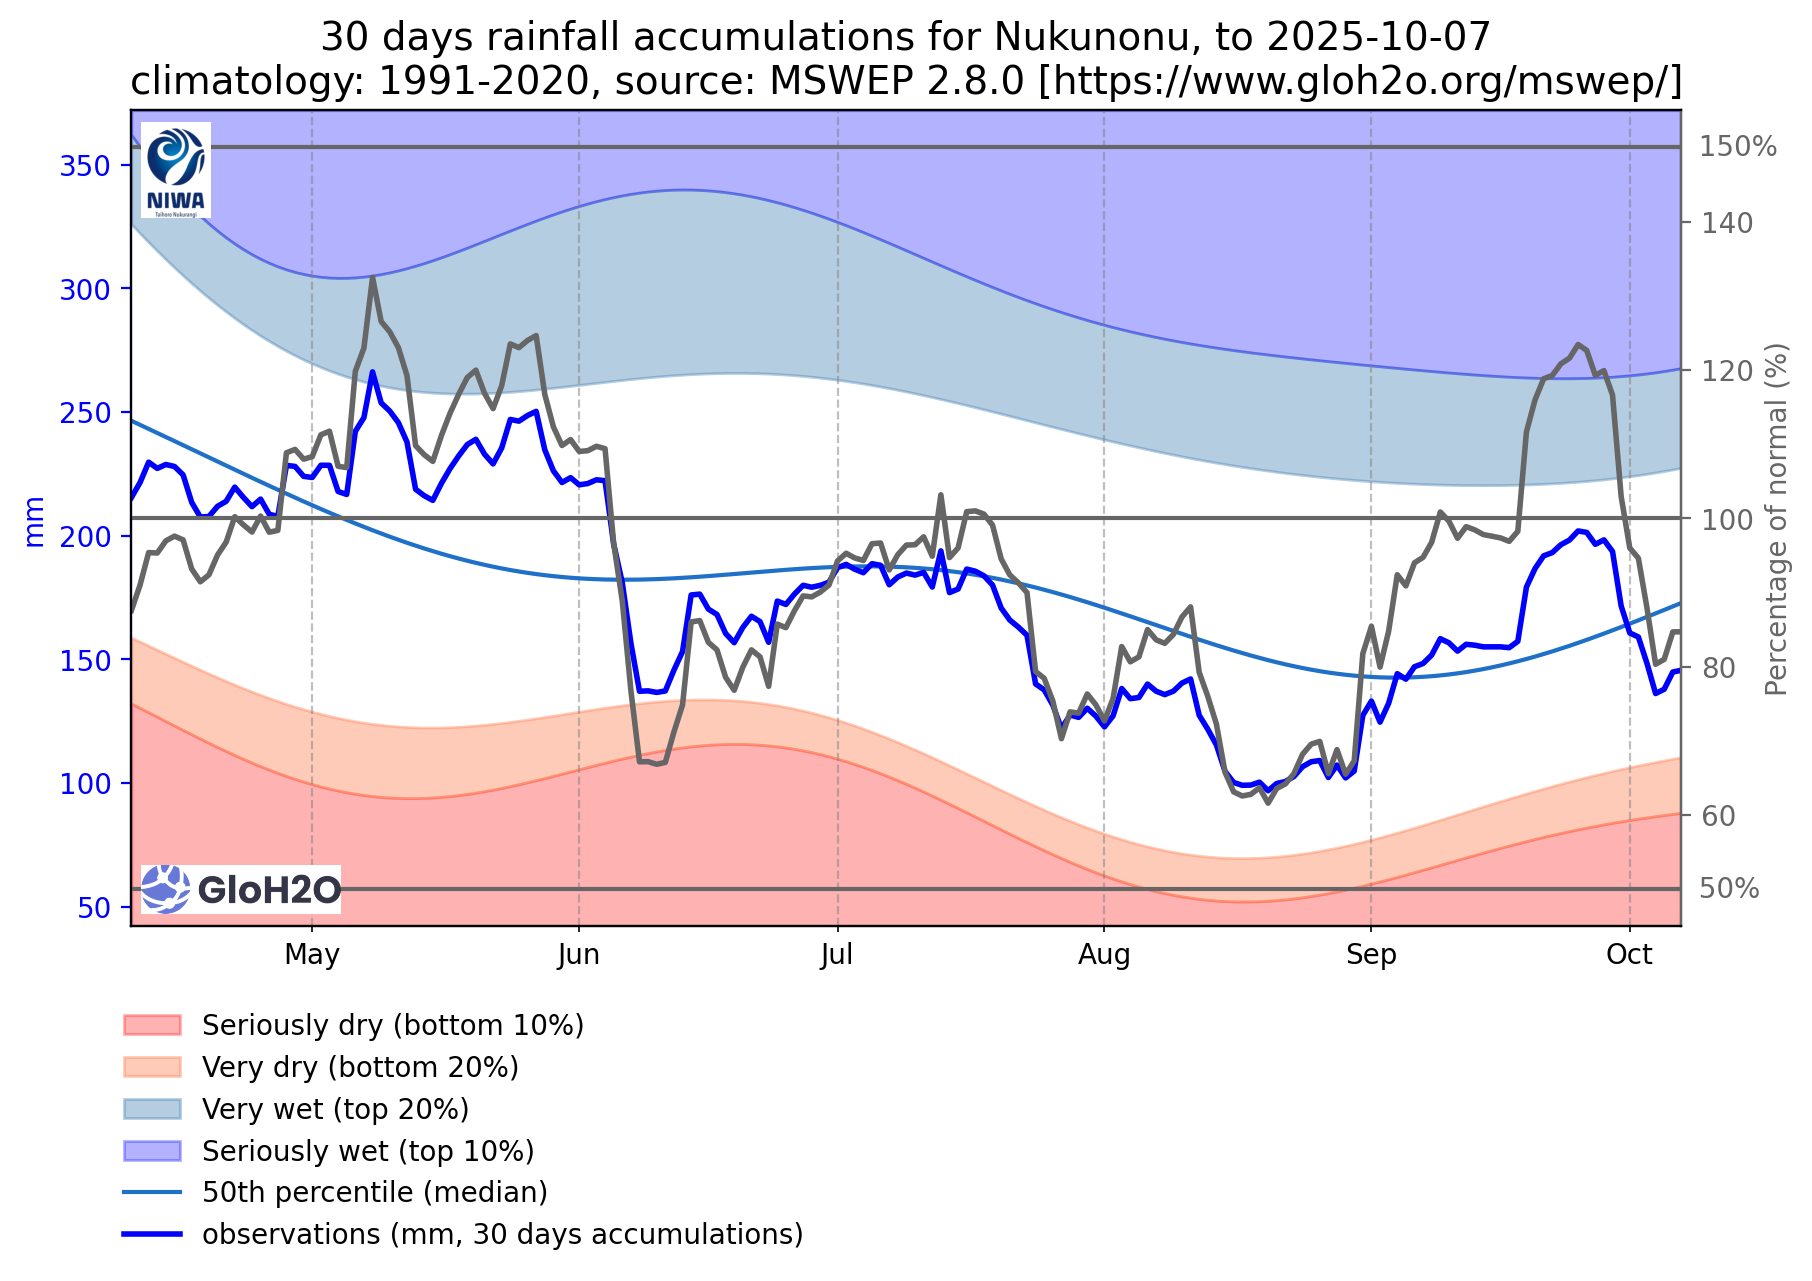 30 days rainfall accumulations for Nukunonu, to 2025-10-07
climatology: 1991-2020, source: MSWEP 2.8.0 [https://www.gloh2o.org/mswep/]
350
300
250
200
150
100
50
mm
150%
140
120
100
80
60
50%
Percentage of normal (%)
NIWA
Taihoro Nukurangi
GloH2O
May
Jun
Jul
Aug
Sep
Oct
Seriously dry (bottom 10%)
Very dry (bottom 20%)
Very wet (top 20%)
Seriously wet (top 10%)
50th percentile (median)
observations (mm, 30 days accumulations)